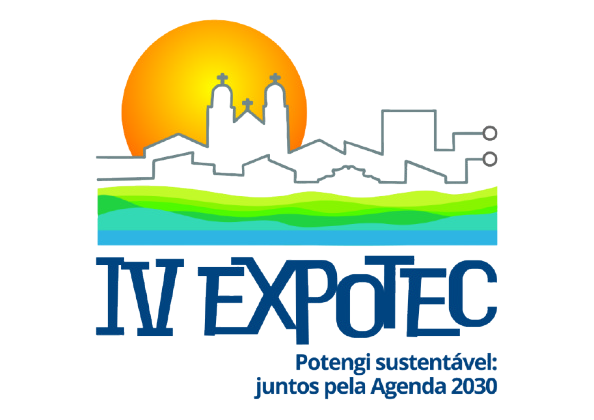 IV EXPOTEC
Potengi sustentável:
juntos pela Agenda 2030